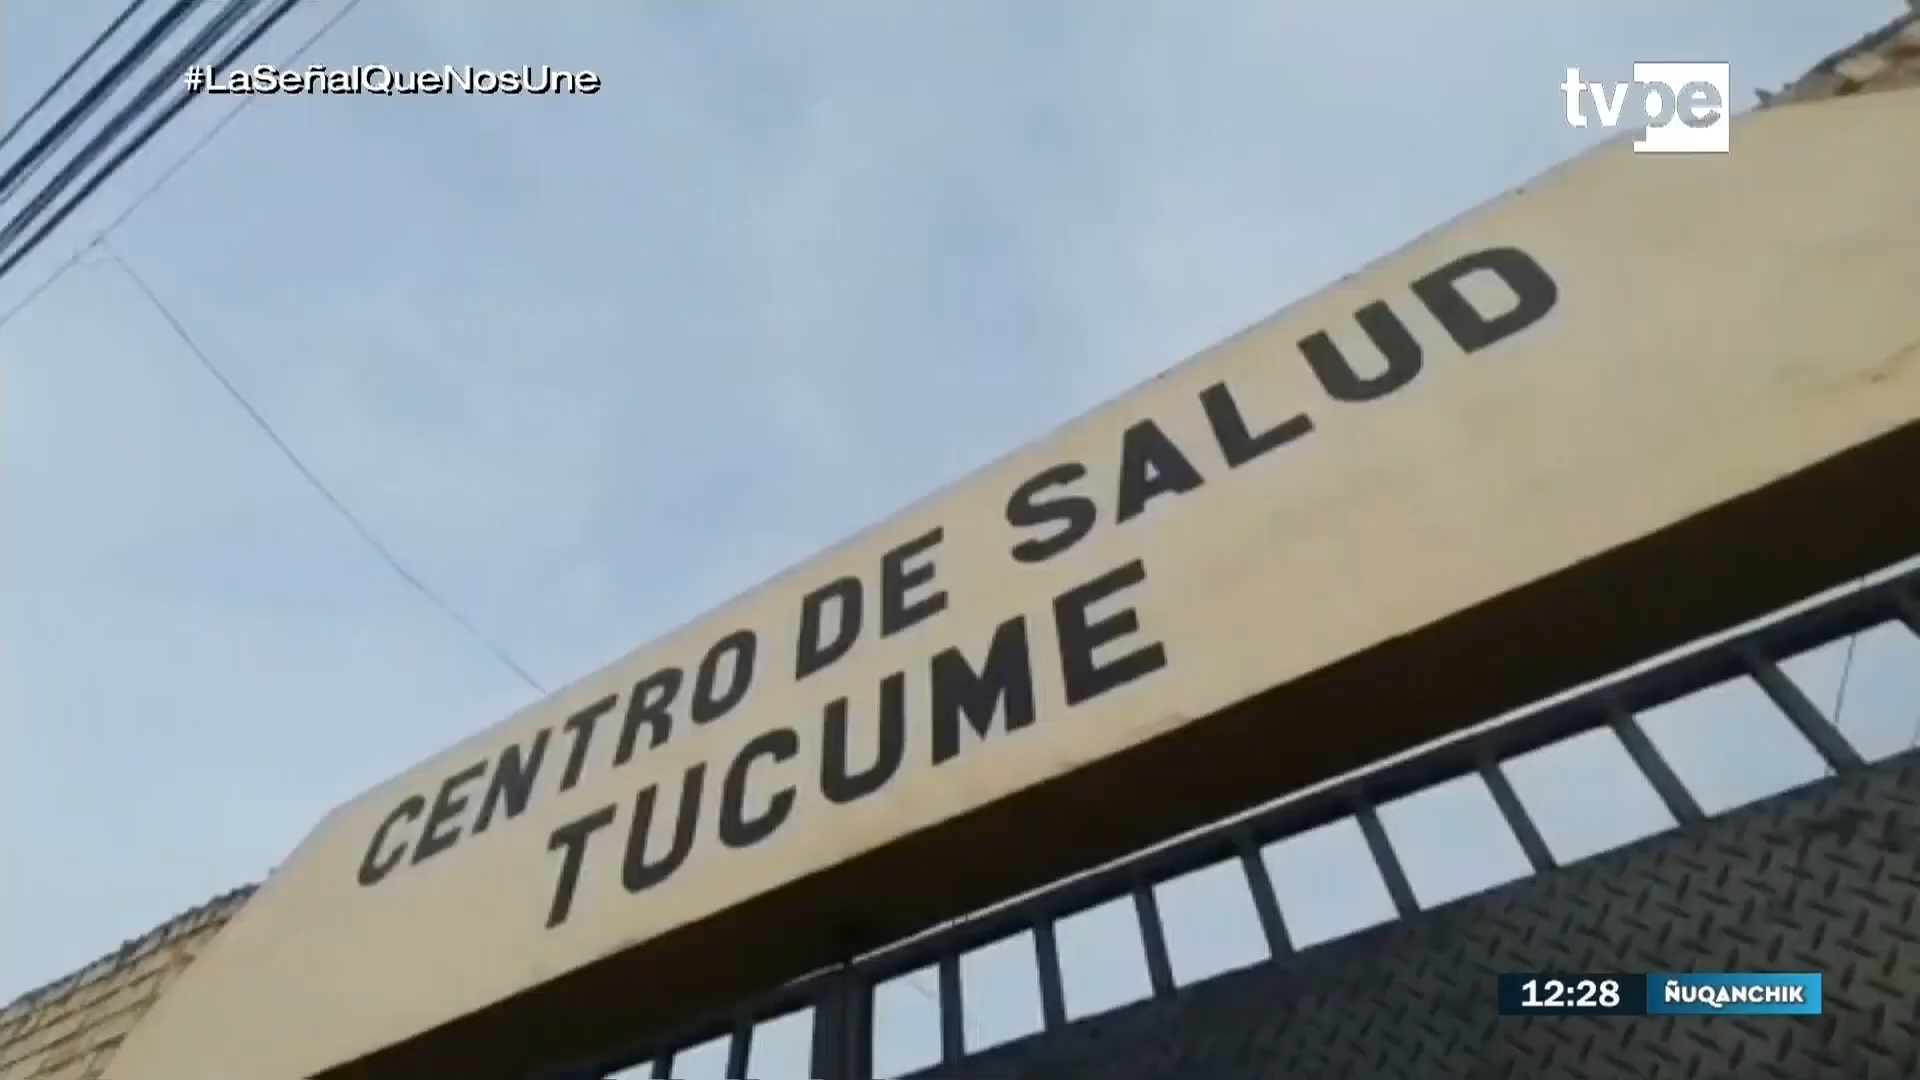 #LaSeñalQueNosUne
tvpe
CENTRO DE SALUD
TUCUME
12:28 ÑUQANCHIK